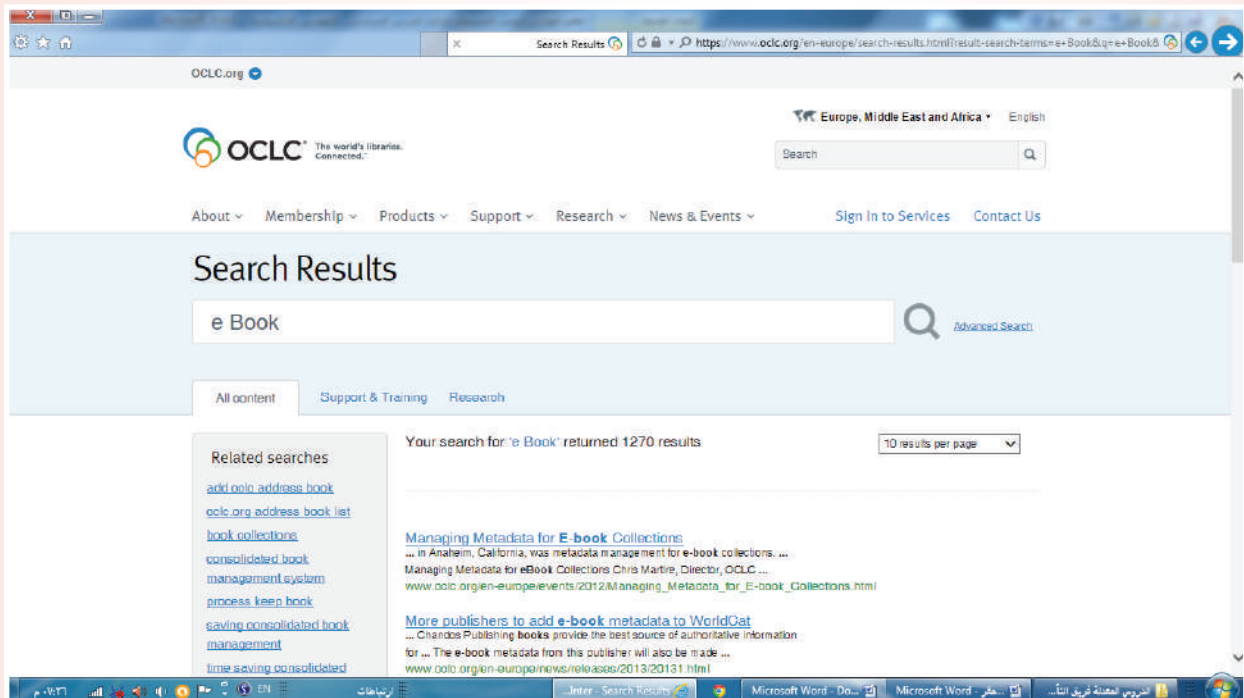 Search Results
https://www.oclc.org/en-europe/search-results.html?result-search-terms=e+Book&q=e+Book&
OCLC.org
Europe, Middle East and Africa
English
OCLC
The world's libraries.
Connected.
Search
About
Membership
Products
Support
Research
News & Events
Sign in to Services
Contact Us
Search Results
e Book
Advanced Search
All content
Support & Training
Research
Related searches
add oclc address book
oclc.org address book list
book collections
consolidated book
management system
process keep book
saving consolidated book
management
time saving consolidated
Your search for 'e Book' returned 1270 results
10 results per page
Managing Metadata for E-book Collections
... in Anaheim, California, was metadata management for e-book collections. ...
Managing Metadata for eBook Collections Chris Martire, Director, OCLC ...
www.oclc.org/en-europe/events/2012/Managing_Metadata_for_E-book_Collections.html
More publishers to add e-book metadata to WorldCat
... Chandos Publishing books provide the best source of authoritative information
for ... The e-book metadata from this publisher will also be made ...
www.oclc.org/en-europe/news/releases/2013/20131.html
٠٧:٢٦ م
EN
ارتباطات
...Inter - Search Results
Microsoft Word - Do...
Microsoft Word - مقر...
الدروس المعدلة فريق التأ...